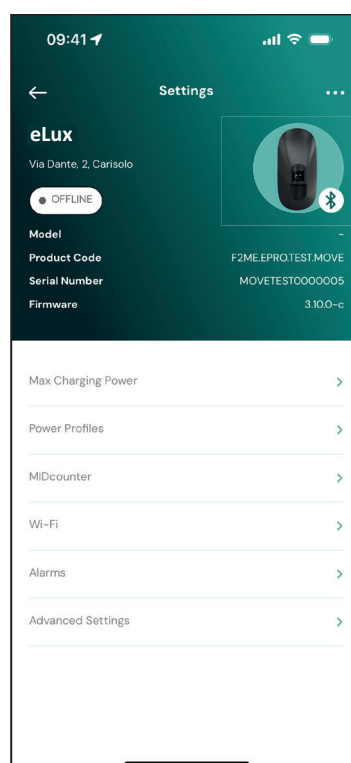 09:41
Settings
eLux
Via Dante, 2, Carisolo
OFFLINE
Model -
Product Code F2ME.EPRO.TEST.MOVE
Serial Number MOVETEST0000005
Firmware 3.10.0-c
Max Charging Power
Power Profiles
MIDcounter
Wi-Fi
Alarms
Advanced Settings